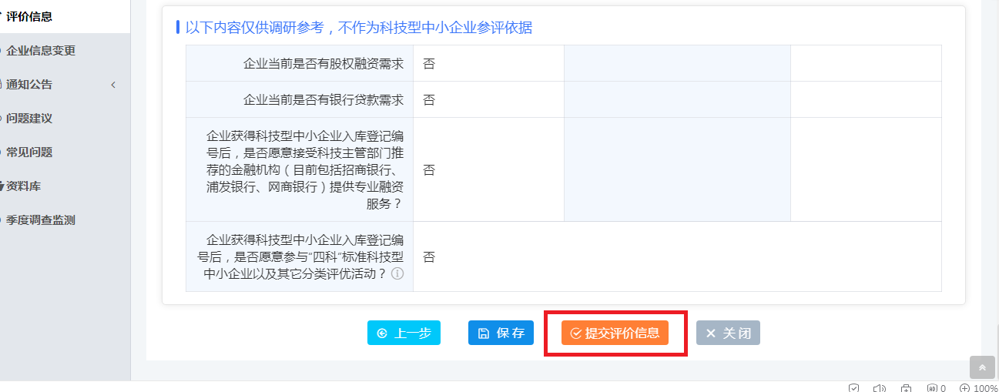 评价信息
企业信息变更
通知公告
问题建议
常见问题
资料库
季度调查监测
以下内容仅供调研参考，不作为科技型中小企业参评依据
企业当前是否有股权融资需求 否
企业当前是否有银行贷款需求 否
企业获得科技型中小企业入库登记编
号后，是否愿意接受科技主管部门推
荐的金融机构（目前包括招商银行、
浦发银行、网商银行）提供专业融资
服务？
否
企业获得科技型中小企业入库登记编
号后，是否愿意参与“四科”标准科技型
中小企业以及其它分类评优活动？
否
上一步 保存 提交评价信息 关闭
0 100%